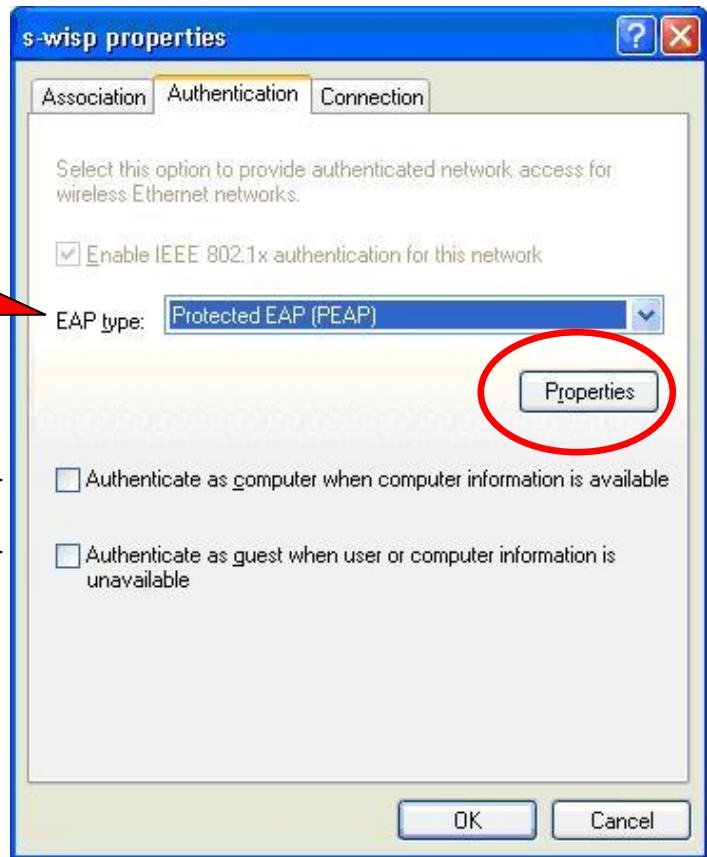 s-wisp properties
Association Authentication Connection
Select this option to provide authenticated network access for
wireless Ethernet networks.
Enable IEEE 802.1x authentication for this network
EAP type: Protected EAP (PEAP)
Properties
Authenticate as computer when computer information is available
Authenticate as guest when user or computer information is
unavailable
OK Cancel